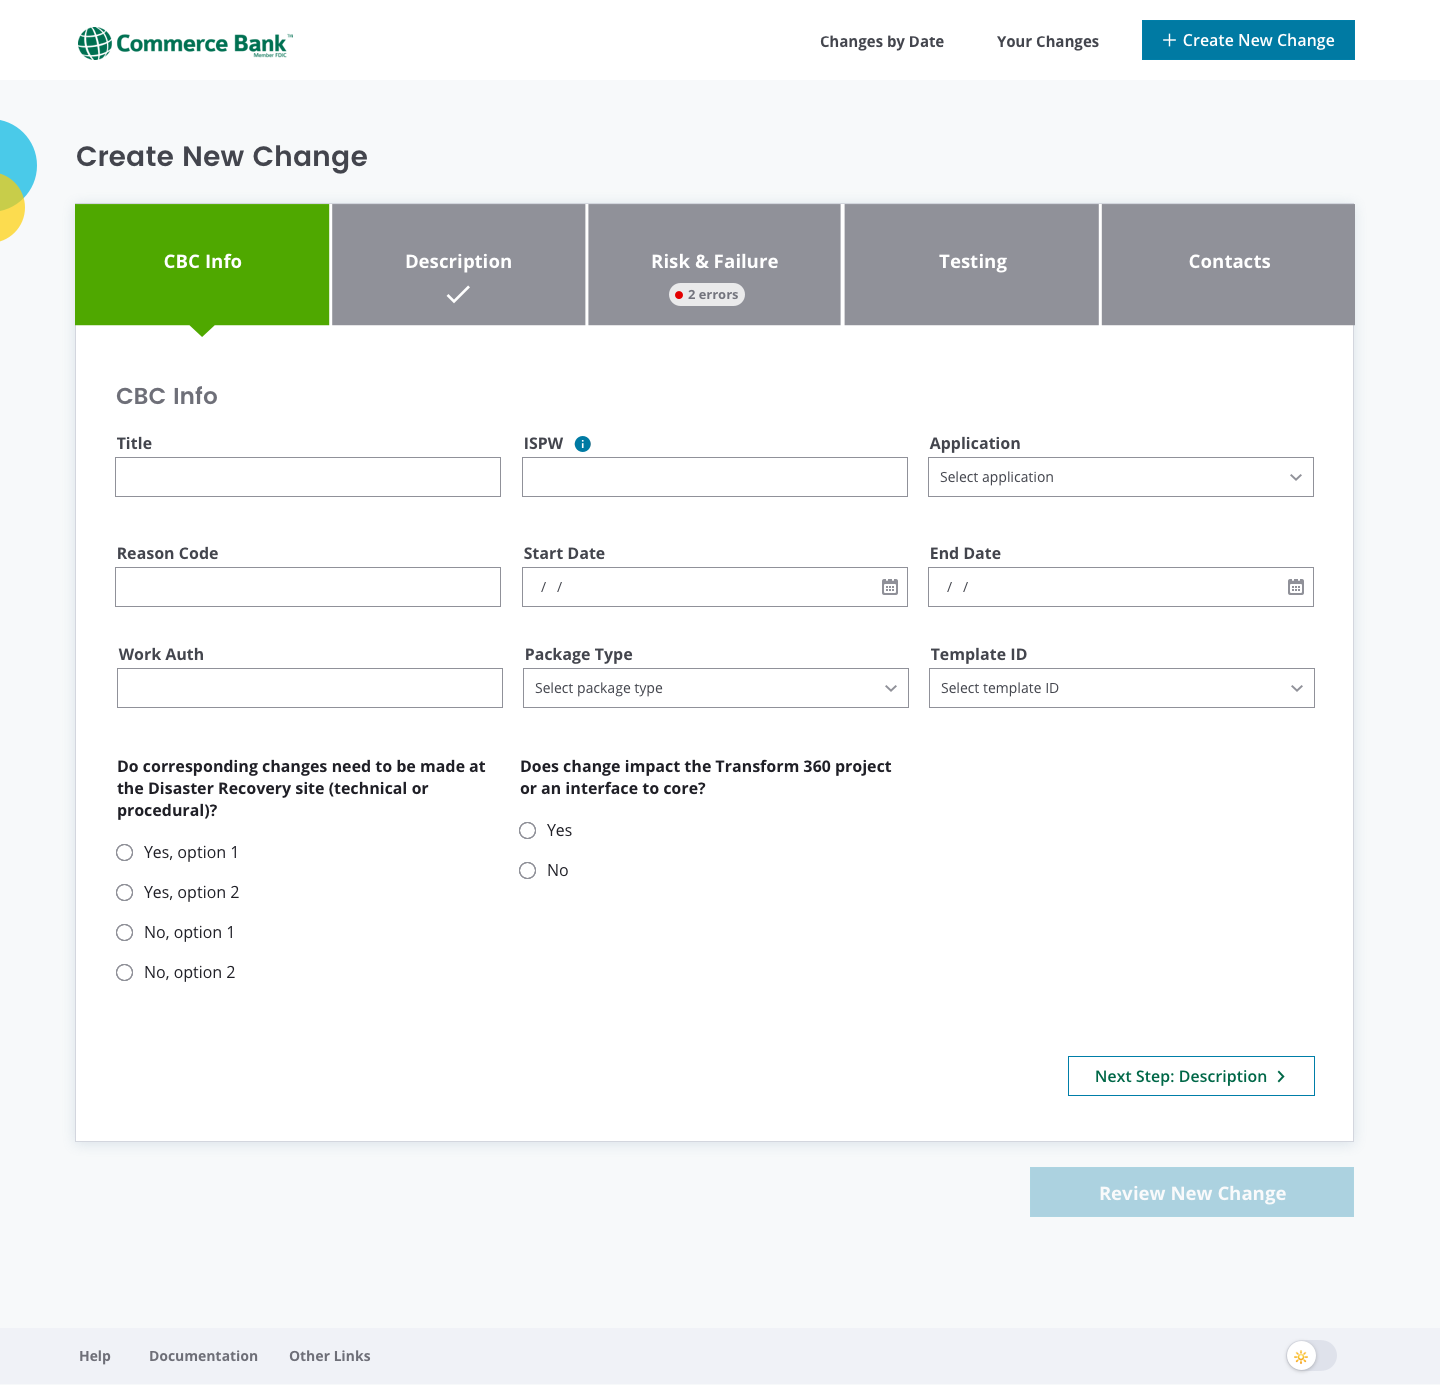 Commerce Bank™
Member FDIC
Changes by Date
Your Changes
+ Create New Change
Create New Change
CBC Info
Description
Risk & Failure
2 errors
Testing
Contacts
CBC Info
Title
ISPW
i
Application
Select application
Reason Code
Start Date
/ /
End Date
/ /
Work Auth
Package Type
Select package type
Template ID
Select template ID
Do corresponding changes need to be made at
the Disaster Recovery site (technical or
procedural)?
Yes, option 1
Yes, option 2
No, option 1
No, option 2
Does change impact the Transform 360 project
or an interface to core?
Yes
No
Next Step: Description
Review New Change
Help
Documentation
Other Links